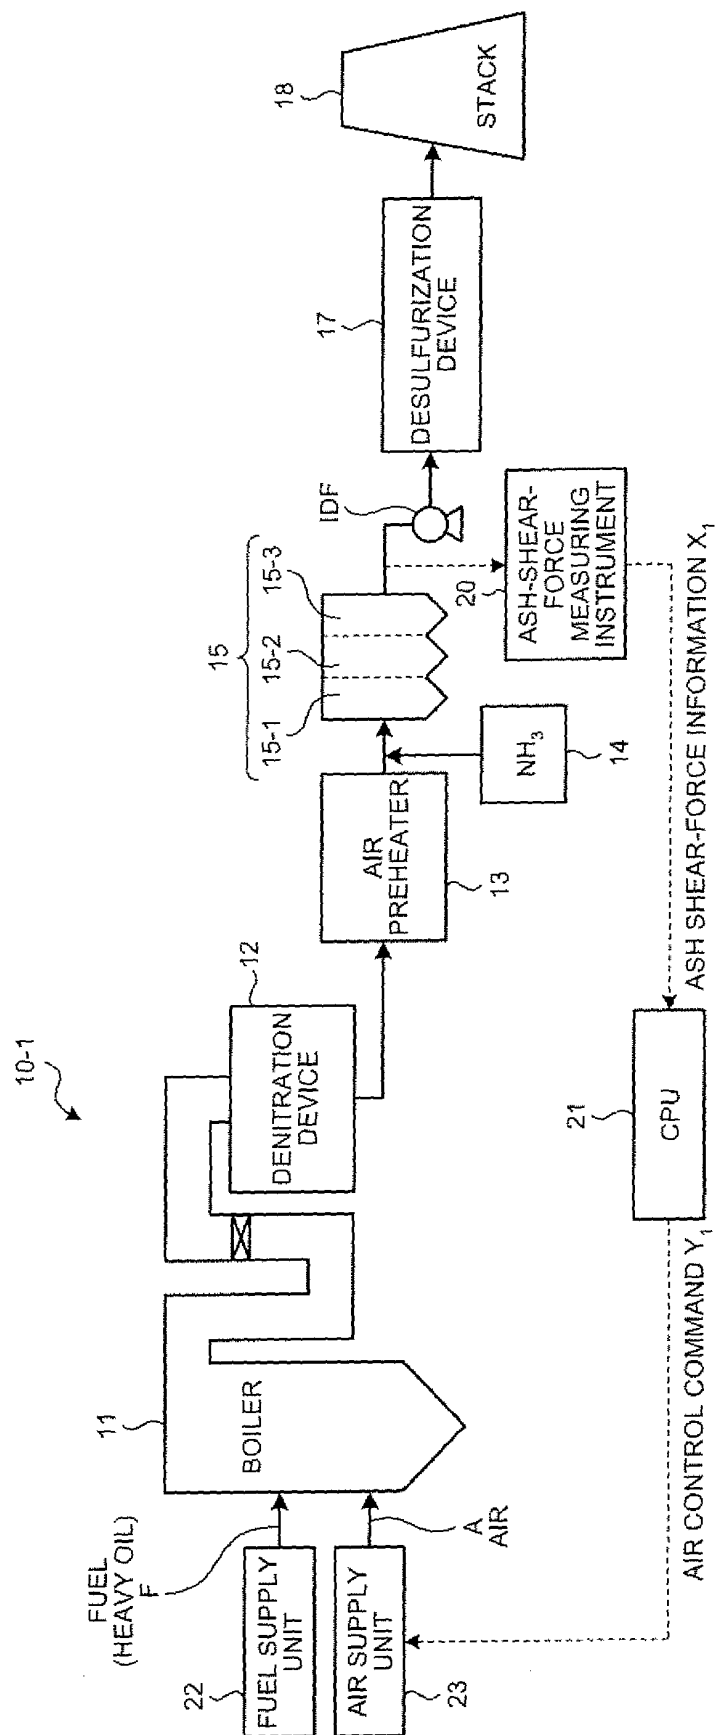 10-1
FUEL
(HEAVY OIL)
F
22
FUEL SUPPLY
UNIT
AIR SUPPLY
UNIT
23
A
AIR
11
BOILER
12
DENITRATION
DEVICE
AIR
PREHEATER
13
NH₃
14
15
15-1
15-2
15-3
IDF
20
ASH-SHEAR-
FORCE
MEASURING
INSTRUMENT
17
DESULFURIZATION
DEVICE
18
STACK
21
CPU
ASH SHEAR-FORCE INFORMATION X₁
AIR CONTROL COMMAND Y₁